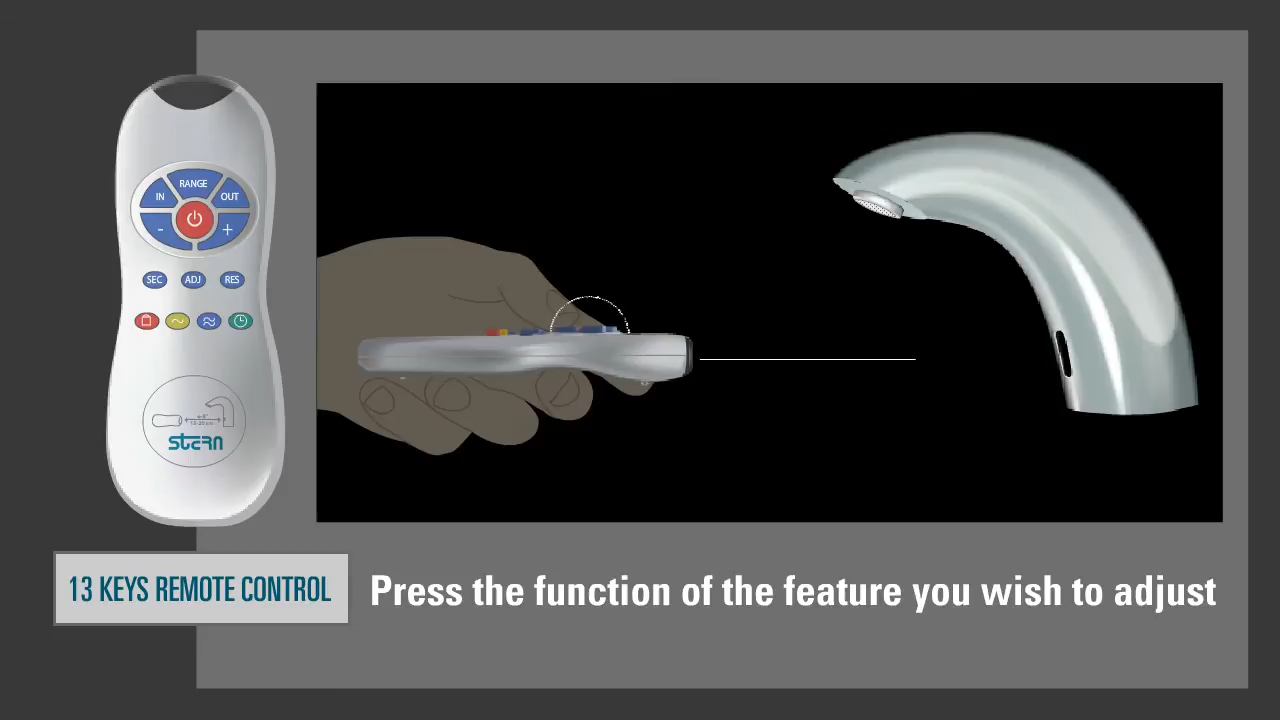 RANGE
IN
OUT
-
+
SEC
ADJ
RES
stern
13 KEYS REMOTE CONTROL
Press the function of the feature you wish to adjust